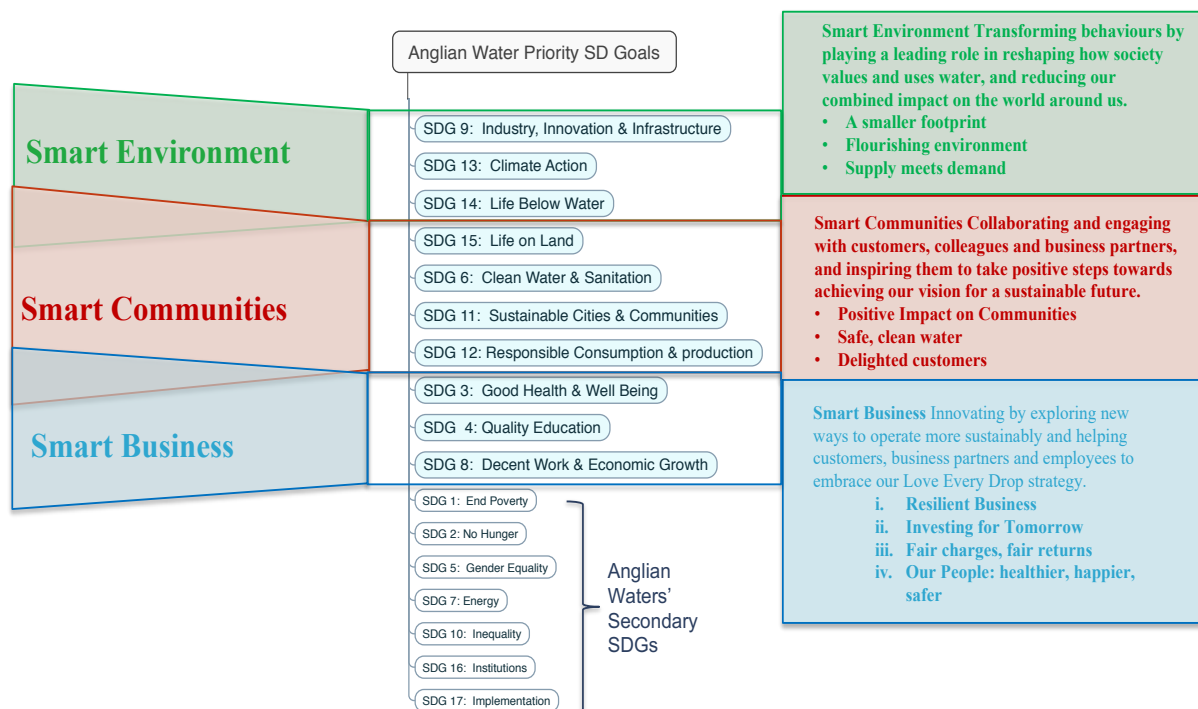 Anglian Water Priority SD Goals
Smart Environment
SDG 9: Industry, Innovation & Infrastructure
SDG 13: Climate Action
SDG 14: Life Below Water
Smart Environment Transforming behaviours by
playing a leading role in reshaping how society
values and uses water, and reducing our
combined impact on the world around us.
• A smaller footprint
• Flourishing environment
• Supply meets demand
Smart Communities
SDG 15: Life on Land
SDG 6: Clean Water & Sanitation
SDG 11: Sustainable Cities & Communities
SDG 12: Responsible Consumption & production
Smart Communities Collaborating and engaging
with customers, colleagues and business partners,
and inspiring them to take positive steps towards
achieving our vision for a sustainable future.
• Positive Impact on Communities
• Safe, clean water
• Delighted customers
Smart Business
SDG 3: Good Health & Well Being
SDG 4: Quality Education
SDG 8: Decent Work & Economic Growth
Smart Business Innovating by exploring new
ways to operate more sustainably and helping
customers, business partners and employees to
embrace our Love Every Drop strategy.
i. Resilient Business
ii. Investing for Tomorrow
iii. Fair charges, fair returns
iv. Our People: healthier, happier,
safer
SDG 1: End Poverty
SDG 2: No Hunger
SDG 5: Gender Equality
SDG 7: Energy
SDG 10: Inequality
SDG 16: Institutions
SDG 17: Implementation
Anglian
Waters'
Secondary
SDGs